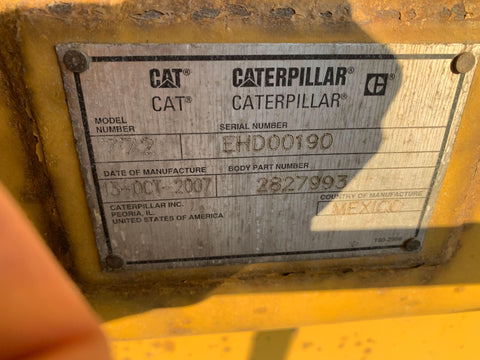 CAT CATERPILLAR® C
CAT® CATERPILLAR®
MODEL NUMBER SERIAL NUMBER
772 EHD00190
DATE OF MANUFACTURE BODY PART NUMBER
3-OCT-2007 2827993
CATERPILLAR INC. COUNTRY OF MANUFACTURE
PEORIA, IL MEXICO
UNITED STATES OF AMERICA